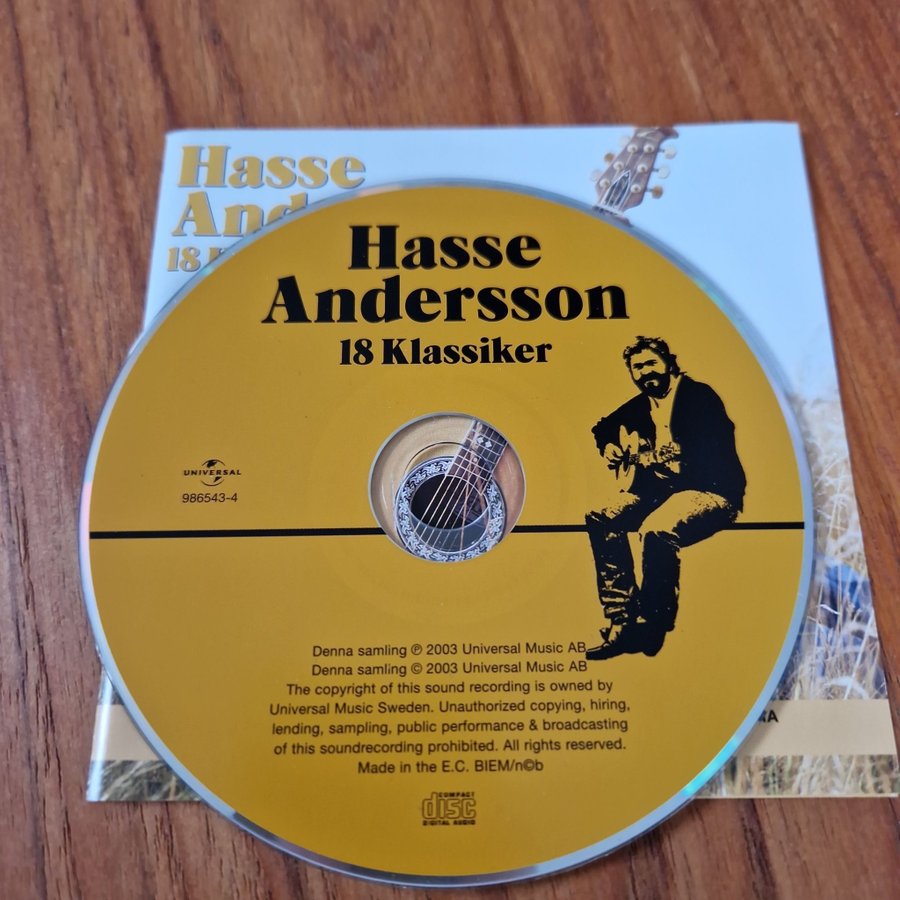 Hasse
18
Hasse
Andersson
18 Klassiker
UNIVERSAL
986543-4
Denna samling ℗ 2003 Universal Music AB
Denna samling © 2003 Universal Music AB
The copyright of this sound recording is owned by
Universal Music Sweden. Unauthorized copying, hiring,
lending, sampling, public performance & broadcasting
of this soundrecording prohibited. All rights reserved.
Made in the E.C. BIEM/n©b
COMPACT
disc
DIGITAL AUDIO